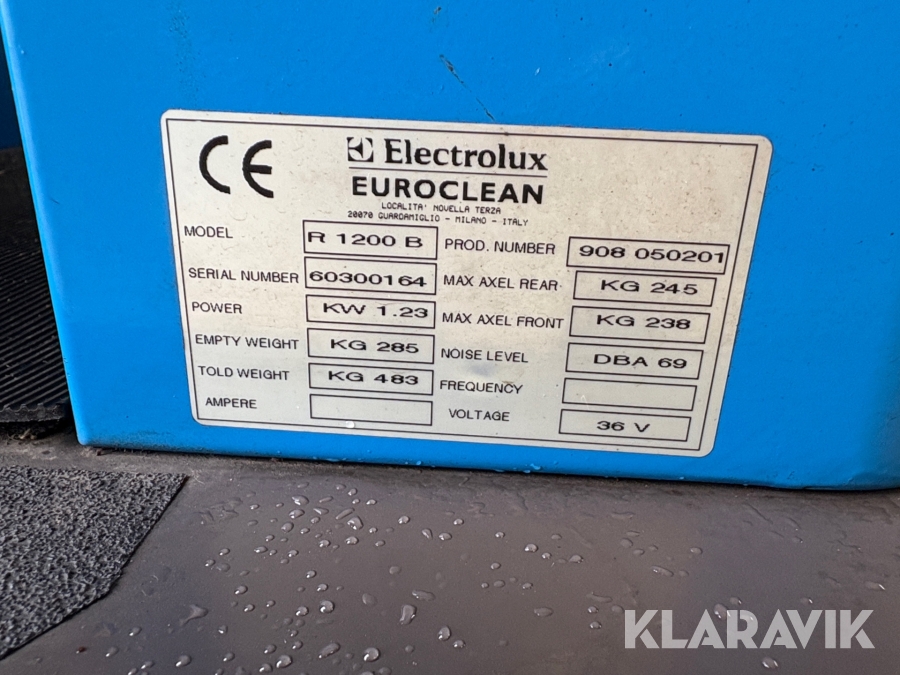 CE
Electrolux
EUROCLEAN
LOCALITA' NOVELLA TERZA
20070 GUARDAMIGLIO - MILANO - ITALY
MODEL R 1200 B PROD. NUMBER 908 050201
SERIAL NUMBER 60300164 MAX AXEL REAR KG 245
POWER KW 1.23 MAX AXEL FRONT KG 238
EMPTY WEIGHT KG 285 NOISE LEVEL DBA 69
TOLD WEIGHT KG 483 FREQUENCY
AMPERE VOLTAGE 36 V
KLARAVIK